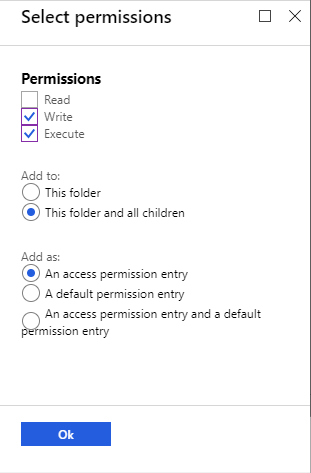 Select permissions
Permissions
Read
Write
Execute
Add to:
This folder
This folder and all children
Add as:
An access permission entry
A default permission entry
An access permission entry and a default
permission entry
Ok